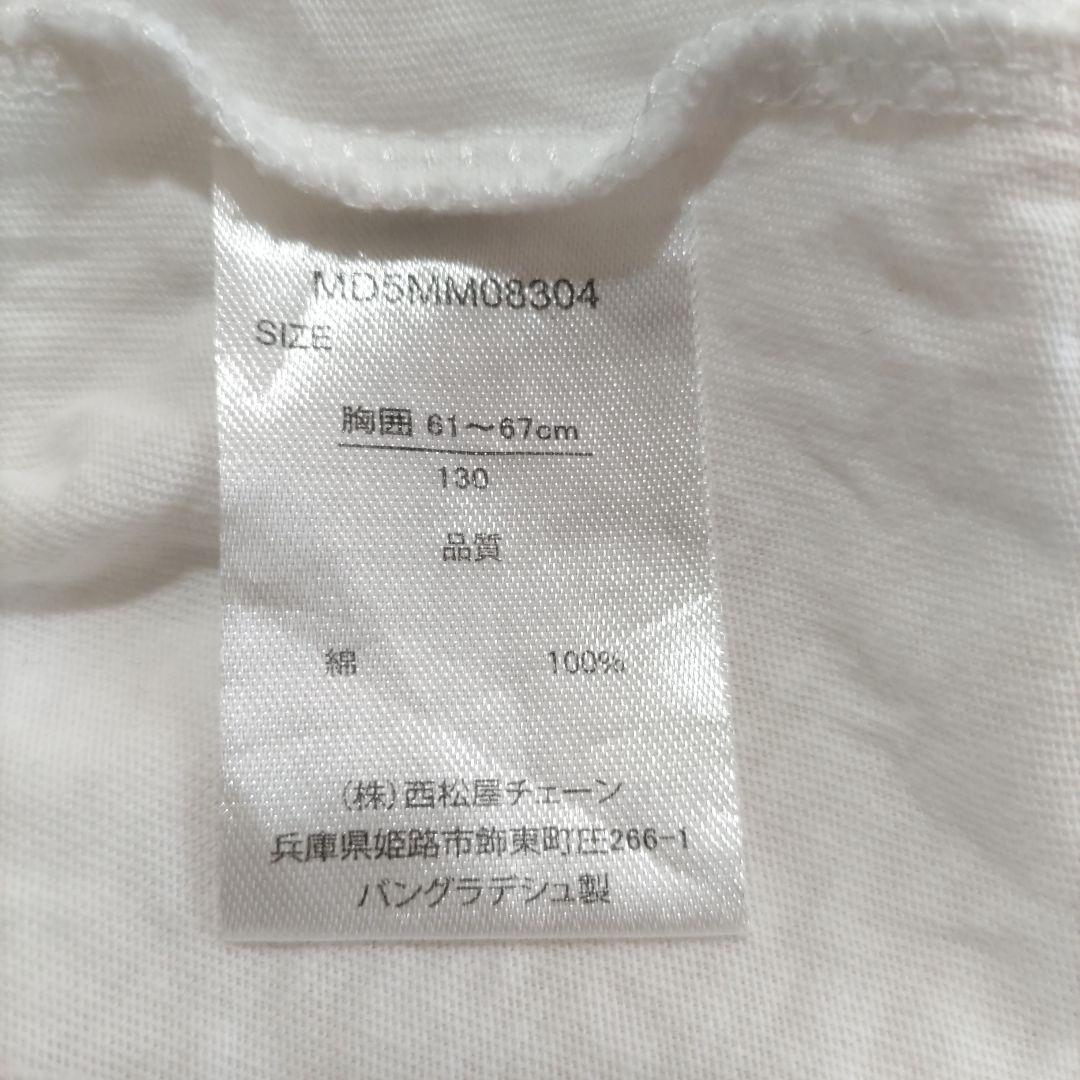 MD5MM08304
SIZE
胸囲 61～67cm
130
品質
綿 100%
(株)西松屋チェーン
兵庫県姫路市飾東町庄266-1
バングラデシュ製